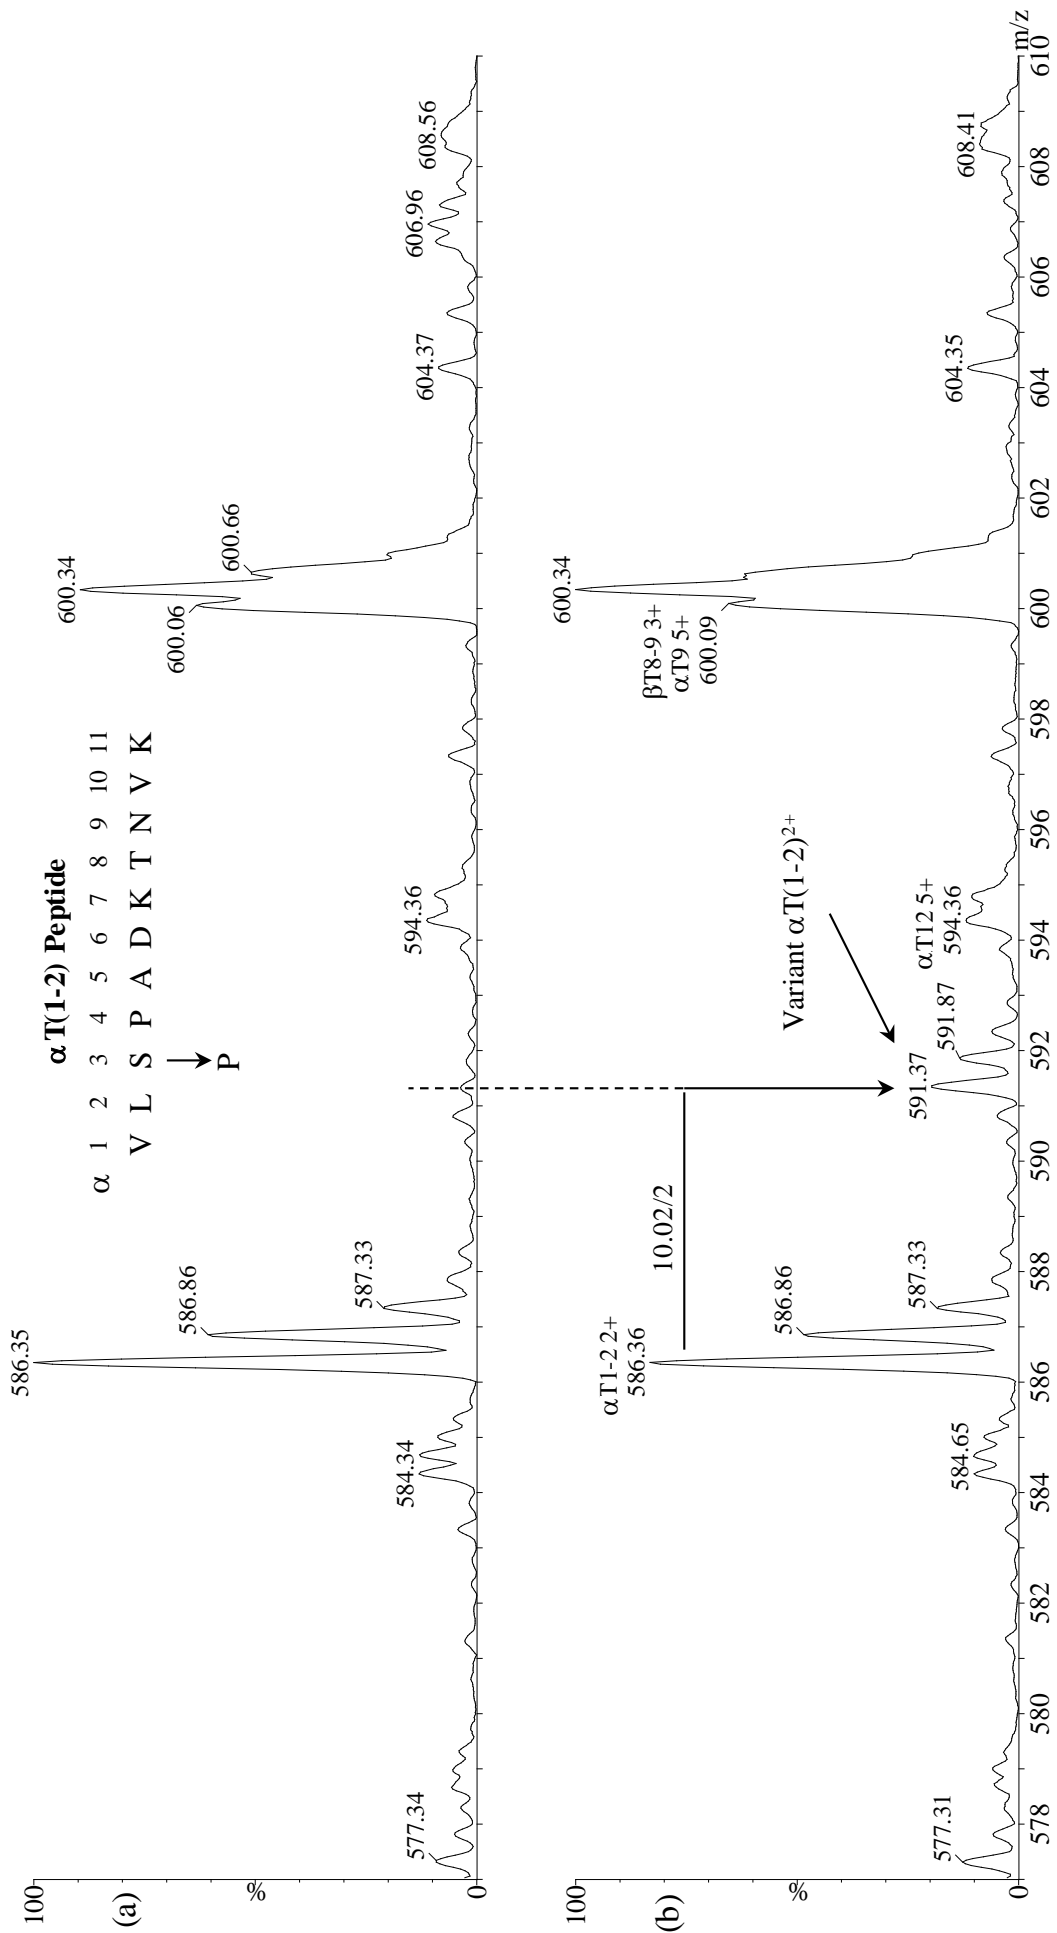 100
(a)
%
0
577.34
584.34
586.35
586.86
587.33
αT(1-2) Peptide
α 1 2 3 4 5 6 7 8 9 10 11
V L S P A D K T N V K
P
594.36
600.06
600.34
600.66
604.37
606.96
608.56
100
(b)
%
0
577.31
584.65
αT1-2 2+
586.36
586.86
587.33
10.02/2
591.37
591.87
Variant αT(1-2)²⁺
αT12 5+
594.36
βT8-9 3+
αT9 5+
600.09
600.34
604.35
608.41
578 580 582 584 586 588 590 592 594 596 598 600 602 604 606 608 610
m/z